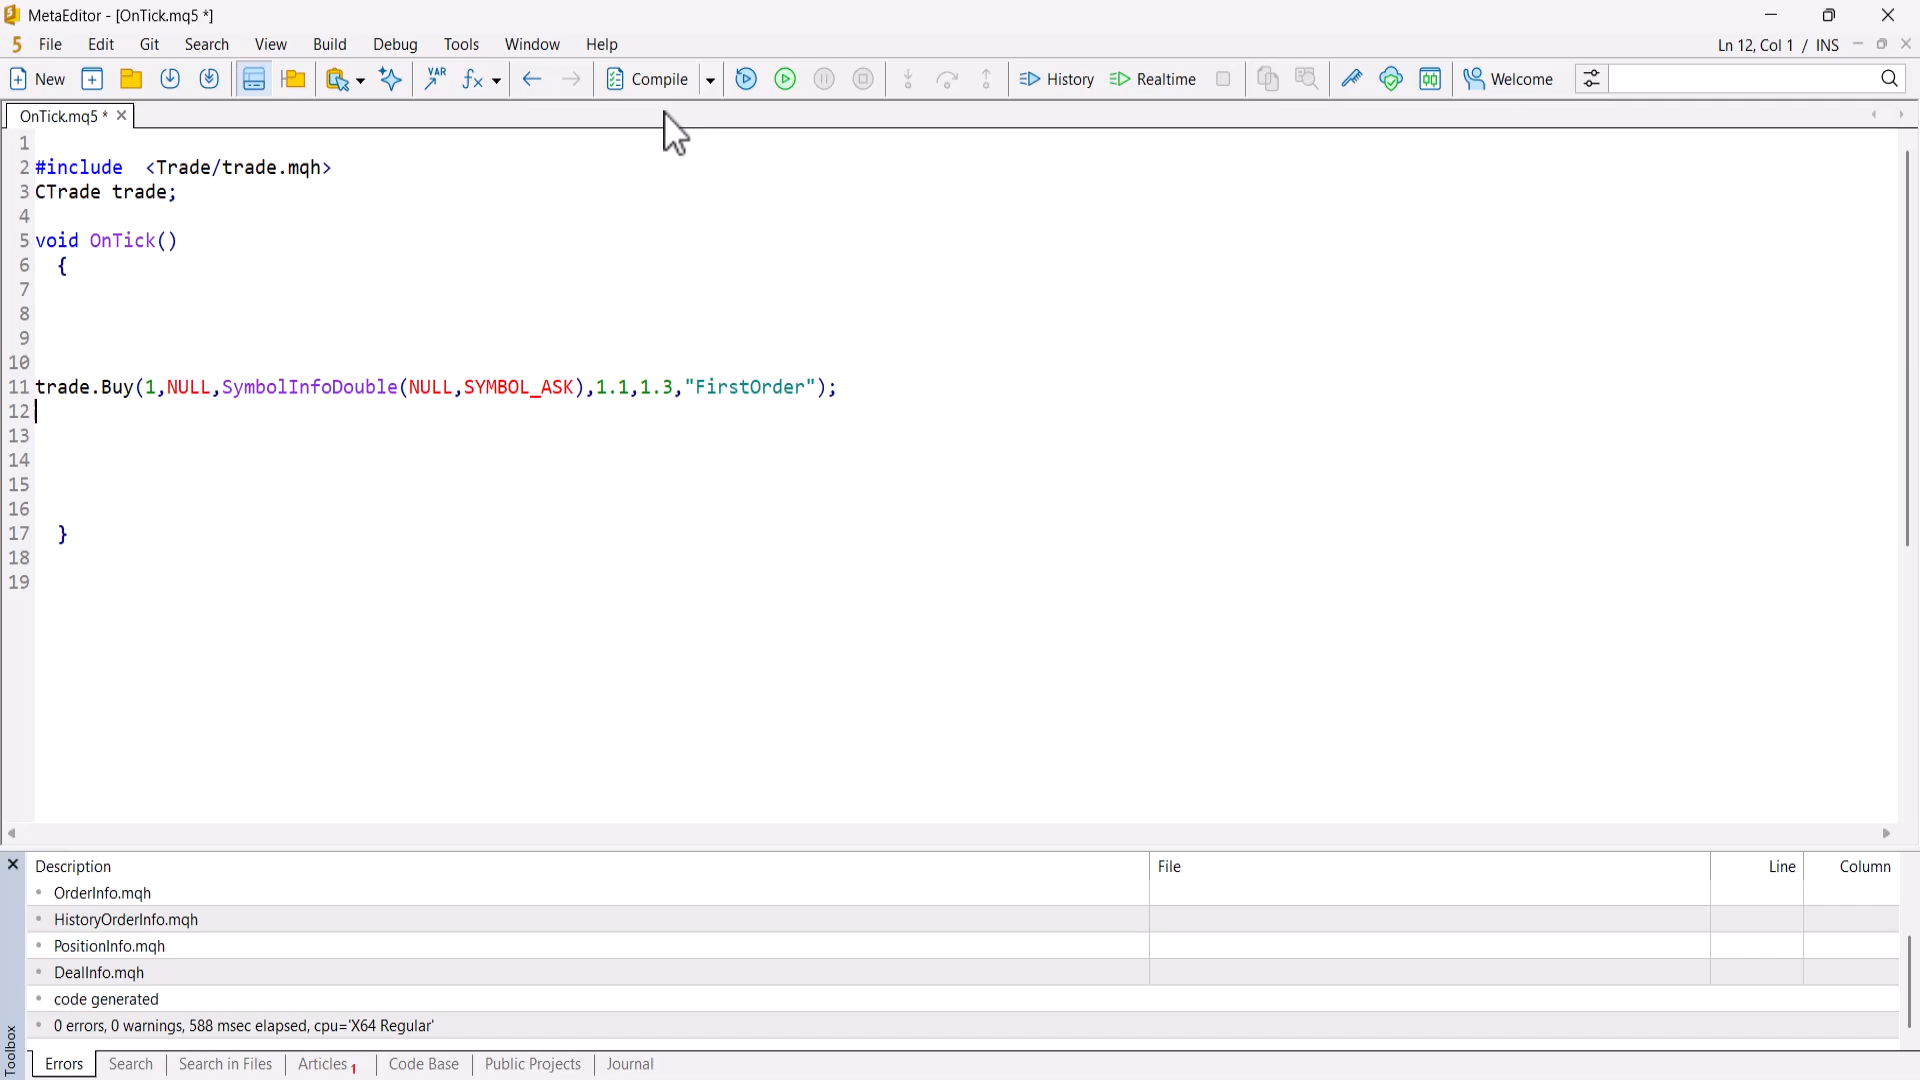 MetaEditor - [OnTick.mq5 *]
File Edit Git Search View Build Debug Tools Window Help
Ln 12, Col 1 / INS
New
VAR
Compile
History
Realtime
Welcome
OnTick.mq5 *
1
2 #include <Trade/trade.mqh>
3 CTrade trade;
4
5 void OnTick()
6 {
7
8
9
10
11 trade.Buy(1,NULL,SymbolInfoDouble(NULL,SYMBOL_ASK),1.1,1.3,"FirstOrder");
12
13
14
15
16
17 }
18
19
Description File Line Column
OrderInfo.mqh
HistoryOrderInfo.mqh
PositionInfo.mqh
DealInfo.mqh
code generated
0 errors, 0 warnings, 588 msec elapsed, cpu='X64 Regular'
Toolbox
Errors Search Search in Files Articles 1 Code Base Public Projects Journal